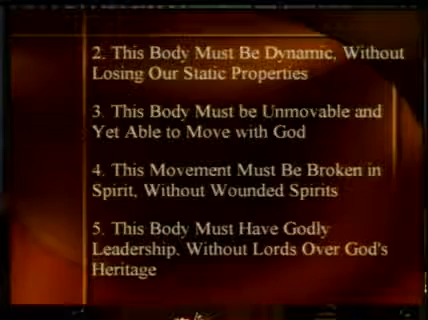 2. This Body Must Be Dynamic, Without
Losing Our Static Properties
3. This Body Must be Unmovable and
Yet Able to Move with God
4. This Movement Must Be Broken in
Spirit, Without Wounded Spirits
5. This Body Must Have Godly
Leadership, Without Lords Over God's
Heritage